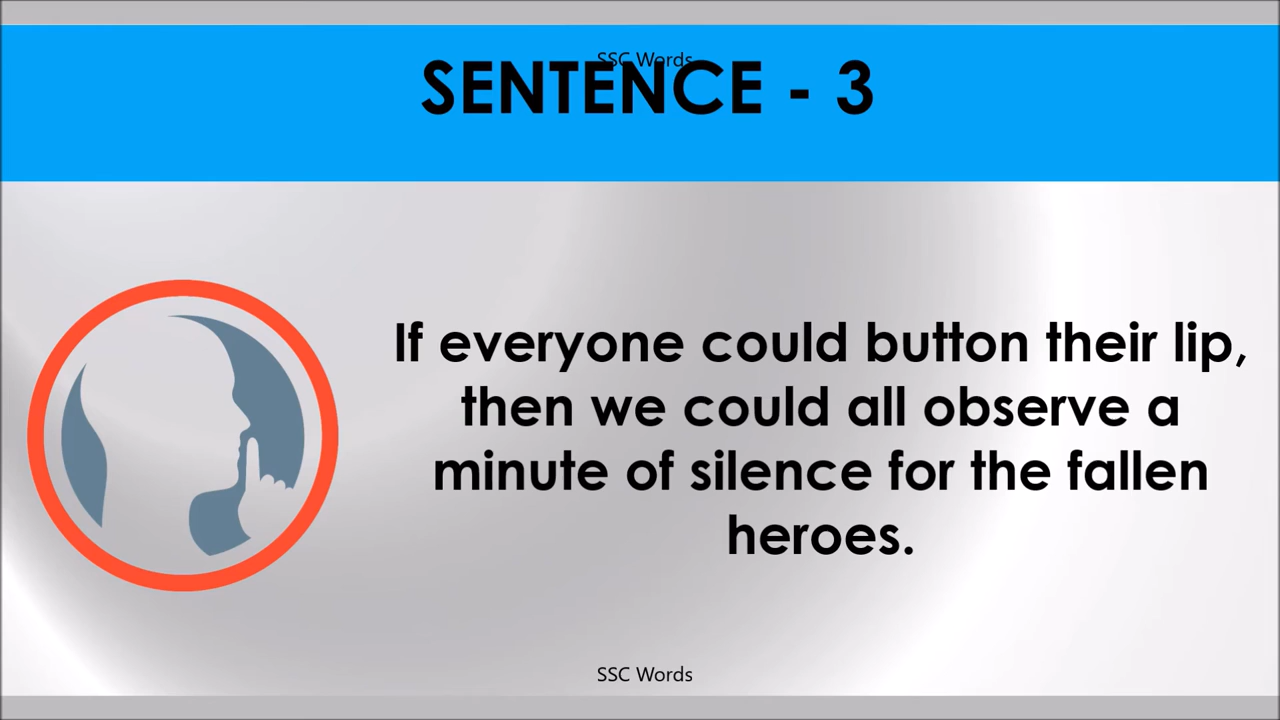 SSC Words
SENTENCE - 3
If everyone could button their lip,
then we could all observe a
minute of silence for the fallen
heroes.
SSC Words